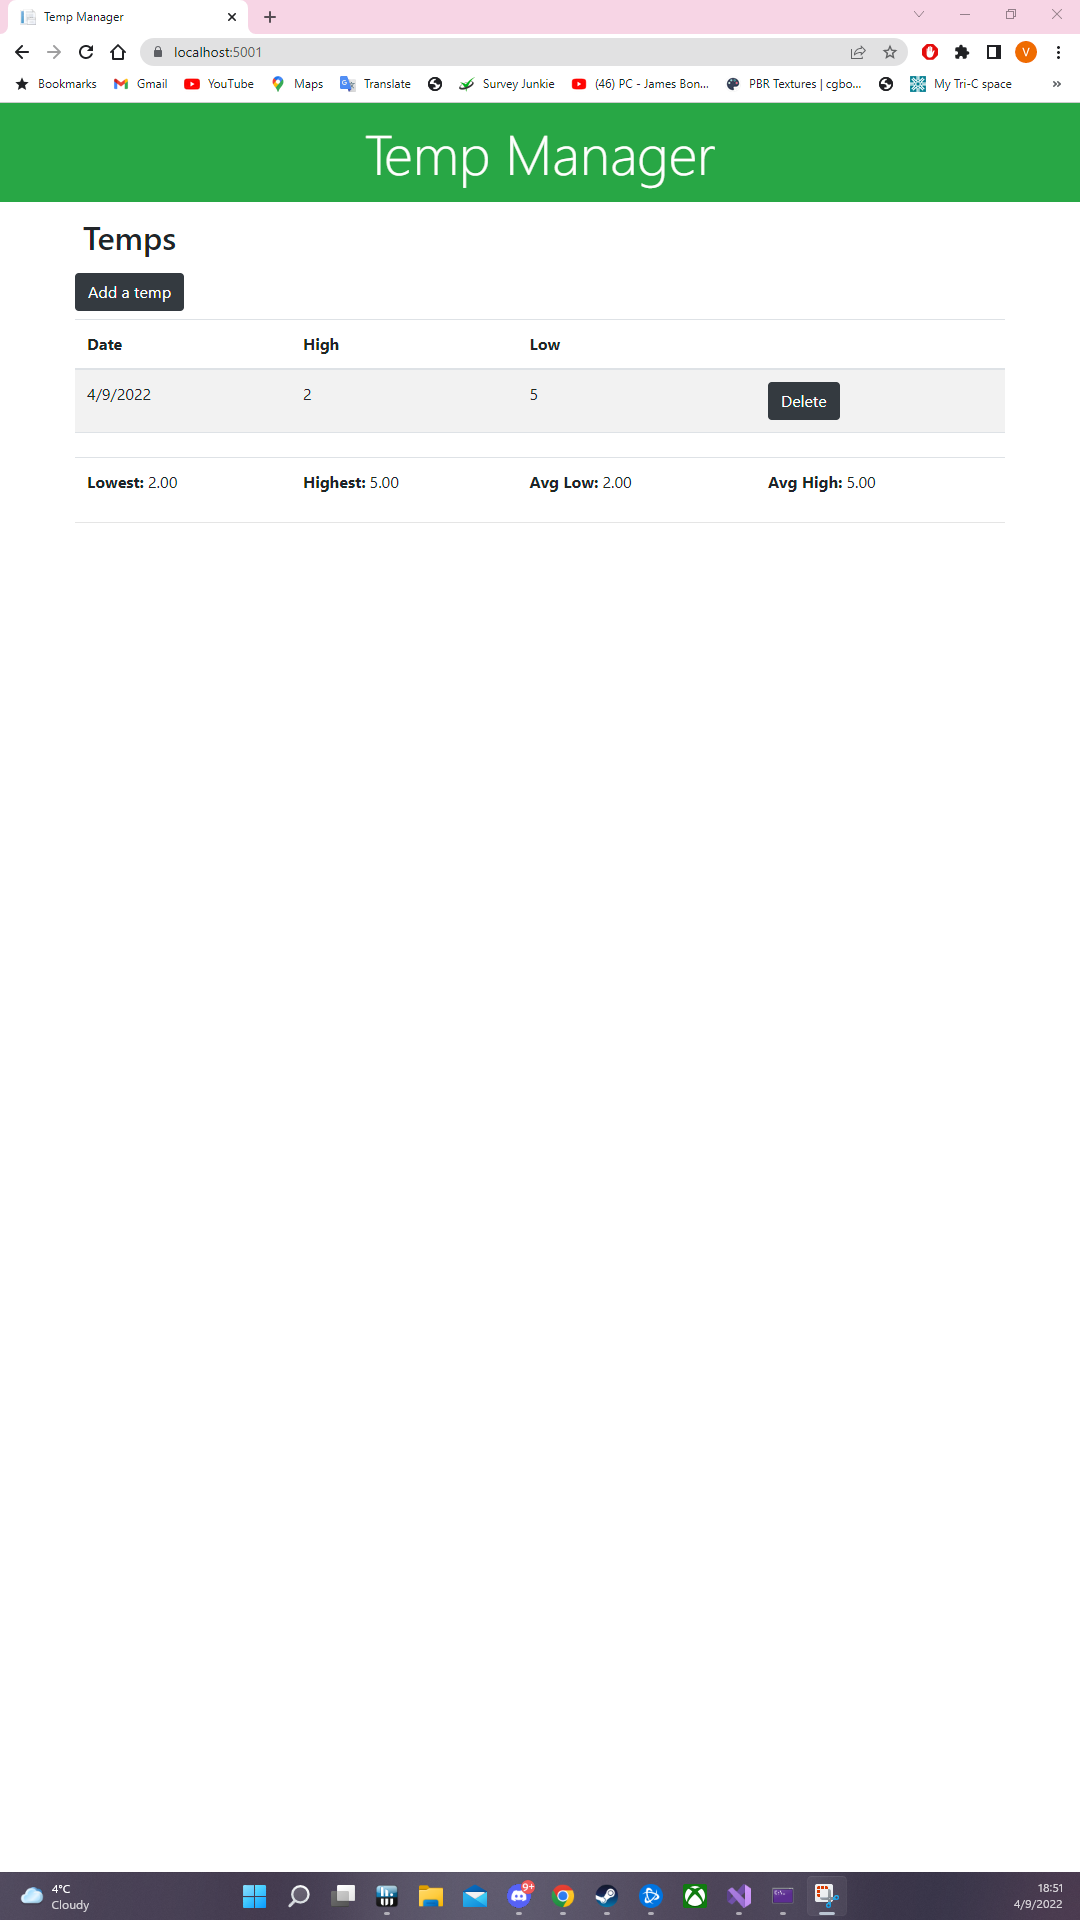 Temp Manager
localhost:5001
Bookmarks Gmail YouTube Maps Translate Survey Junkie (46) PC - James Bon... PBR Textures | cgbo... My Tri-C space »
Temp Manager
Temps
Add a temp
Date High Low
4/9/2022 2 5 Delete
Lowest: 2.00 Highest: 5.00 Avg Low: 2.00 Avg High: 5.00
4°C
Cloudy
9+
18:51
4/9/2022